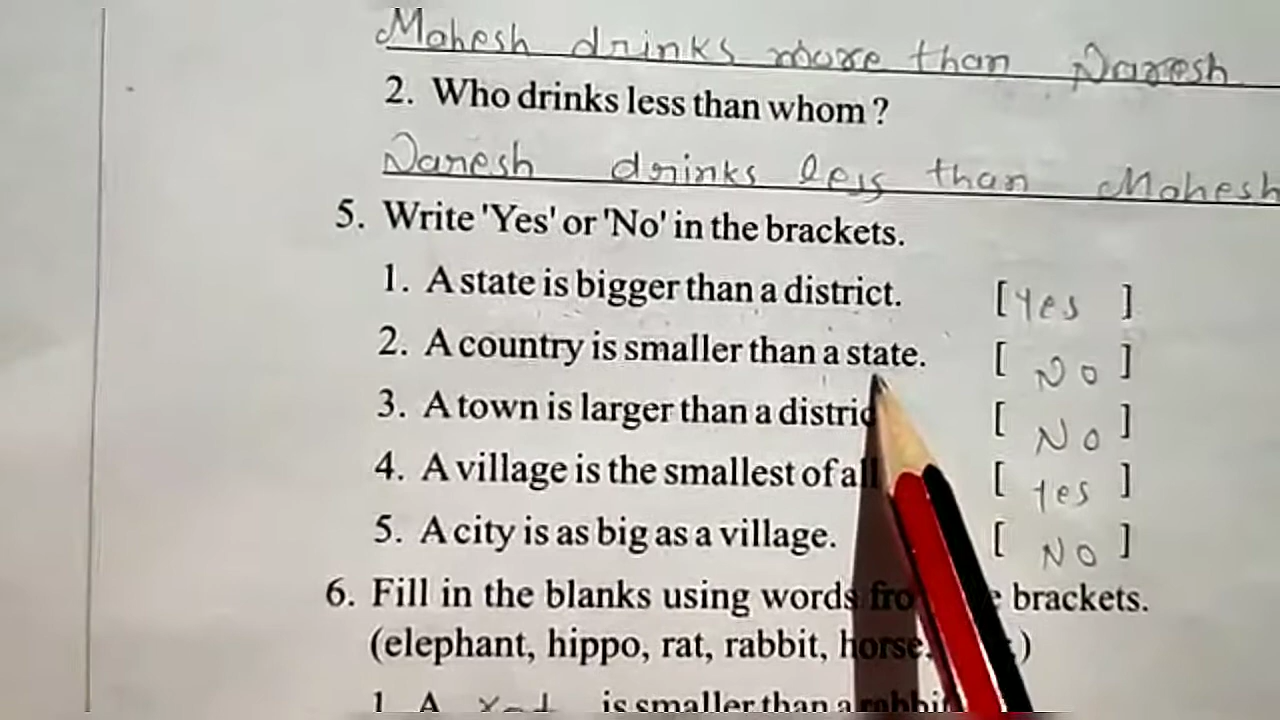 Mahesh drinks more than Naresh
2. Who drinks less than whom ?
Naresh drinks less than Mahesh
5. Write 'Yes' or 'No' in the brackets.
1. A state is bigger than a district. [ Yes ]
2. A country is smaller than a state. [ No ]
3. A town is larger than a distric [ No ]
4. A village is the smallest of all [ Yes ]
5. A city is as big as a village. [ No ]
6. Fill in the blanks using words brackets.
(elephant, hippo, rat, rabbit, horse, )
1. A rat is smaller than a rabbit